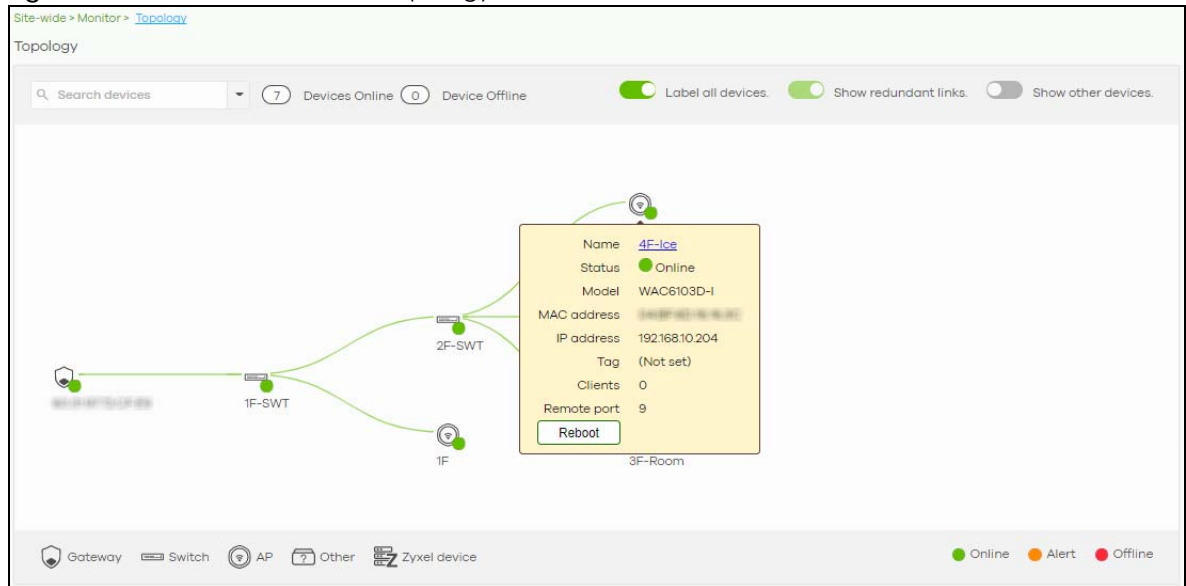 Site-wide > Monitor > Topology
Topology
Search devices
7 Devices Online 0 Device Offline
Label all devices. Show redundant links. Show other devices.
Name 4F-Ice
Status Online
Model WAC6103D-I
MAC address
IP address 192.168.10.204
Tag (Not set)
Clients 0
Remote port 9
Reboot
2F-SWT
1F-SWT
1F
3F-Room
Gateway Switch AP ? Other Z Zyxel device
Online Alert Offline